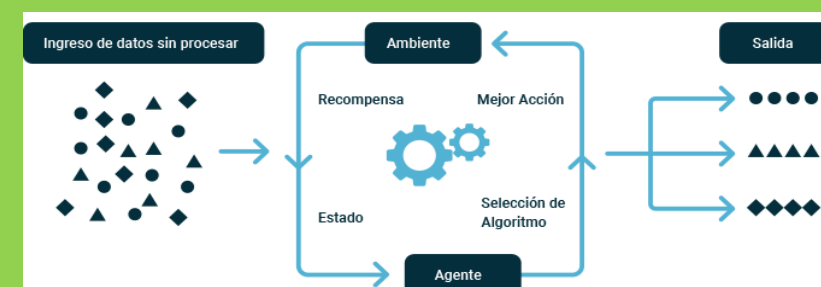 Ingreso de datos sin procesar
Ambiente
Salida
Recompensa
Mejor Acción
Estado
Selección de
Algoritmo
Agente